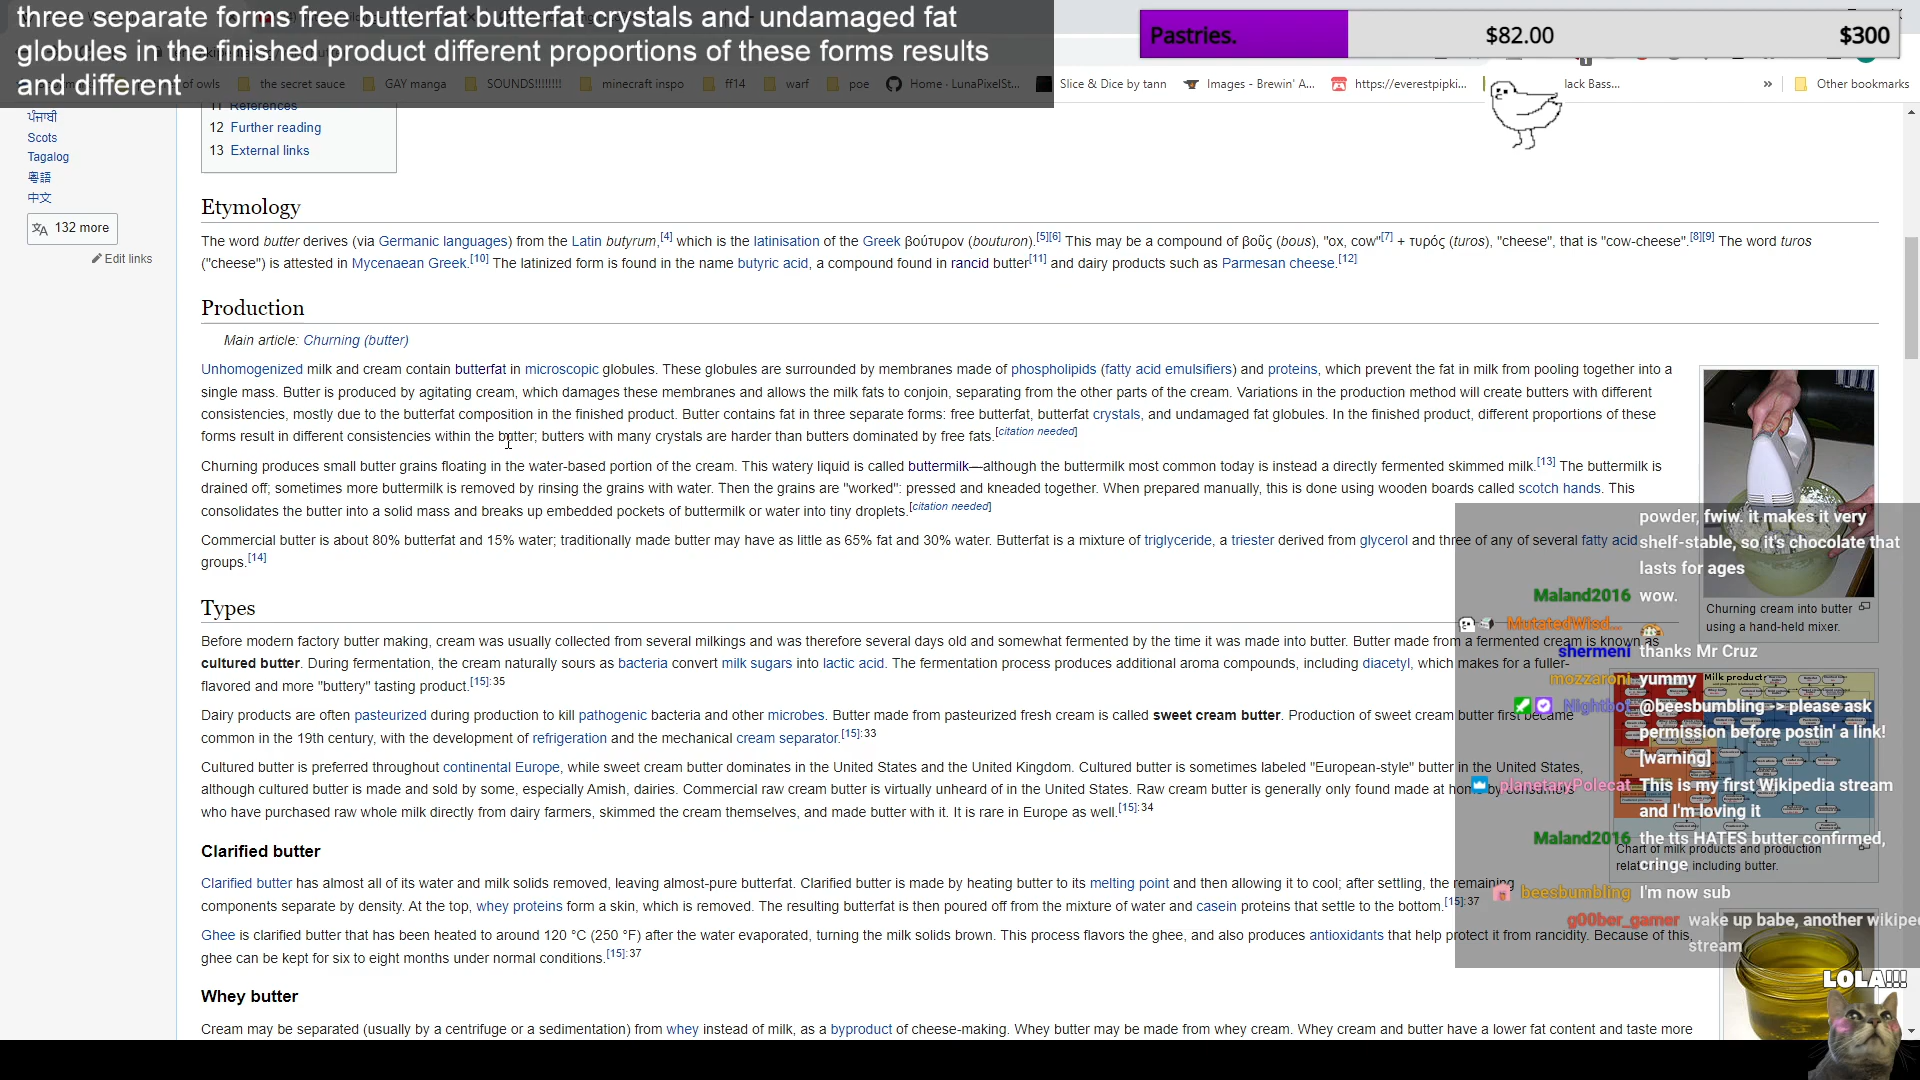 three separate forms free butterfat butterfat crystals and undamaged fat
globules in the finished product different proportions of these forms results
and different
Pastries. $82.00 $300
of owls the secret sauce GAY manga SOUNDS!!!!!!!! minecraft inspo ff14 warf poe Home · LunaPixelSt... Slice & Dice by tann Images - Brewin' A... https://everestpipki... lack Bass... » Other bookmarks
ਪੰਜਾਬੀ
Scots
Tagalog
粵語
中文
132 more
Edit links
11 References
12 Further reading
13 External links
Etymology
The word butter derives (via Germanic languages) from the Latin butyrum,[4] which is the latinisation of the Greek βούτυρον (bouturon).[5][6] This may be a compound of βοῦς (bous), "ox, cow"[7] + τυρός (turos), "cheese", that is "cow-cheese".[8][9] The word turos
("cheese") is attested in Mycenaean Greek.[10] The latinized form is found in the name butyric acid, a compound found in rancid butter[11] and dairy products such as Parmesan cheese.[12]
Production
Main article: Churning (butter)
Unhomogenized milk and cream contain butterfat in microscopic globules. These globules are surrounded by membranes made of phospholipids (fatty acid emulsifiers) and proteins, which prevent the fat in milk from pooling together into a
single mass. Butter is produced by agitating cream, which damages these membranes and allows the milk fats to conjoin, separating from the other parts of the cream. Variations in the production method will create butters with different
consistencies, mostly due to the butterfat composition in the finished product. Butter contains fat in three separate forms: free butterfat, butterfat crystals, and undamaged fat globules. In the finished product, different proportions of these
forms result in different consistencies within the butter; butters with many crystals are harder than butters dominated by free fats.[citation needed]
Churning produces small butter grains floating in the water-based portion of the cream. This watery liquid is called buttermilk—although the buttermilk most common today is instead a directly fermented skimmed milk.[13] The buttermilk is
drained off; sometimes more buttermilk is removed by rinsing the grains with water. Then the grains are "worked": pressed and kneaded together. When prepared manually, this is done using wooden boards called scotch hands. This
consolidates the butter into a solid mass and breaks up embedded pockets of buttermilk or water into tiny droplets.[citation needed]
Commercial butter is about 80% butterfat and 15% water; traditionally made butter may have as little as 65% fat and 30% water. Butterfat is a mixture of triglyceride, a triester derived from glycerol and three of any of several fatty acid
groups.[14]
Types
Before modern factory butter making, cream was usually collected from several milkings and was therefore several days old and somewhat fermented by the time it was made into butter. Butter made from a fermented cream is known as
cultured butter. During fermentation, the cream naturally sours as bacteria convert milk sugars into lactic acid. The fermentation process produces additional aroma compounds, including diacetyl, which makes for a fuller-
flavored and more "buttery" tasting product.[15]:35
Dairy products are often pasteurized during production to kill pathogenic bacteria and other microbes. Butter made from pasteurized fresh cream is called sweet cream butter. Production of sweet cream butter first became
common in the 19th century, with the development of refrigeration and the mechanical cream separator.[15]:33
Cultured butter is preferred throughout continental Europe, while sweet cream butter dominates in the United States and the United Kingdom. Cultured butter is sometimes labeled "European-style" butter in the United States,
although cultured butter is made and sold by some, especially Amish, dairies. Commercial raw cream butter is virtually unheard of in the United States. Raw cream butter is generally only found made at home by consumers
who have purchased raw whole milk directly from dairy farmers, skimmed the cream themselves, and made butter with it. It is rare in Europe as well.[15]:34
Clarified butter
Clarified butter has almost all of its water and milk solids removed, leaving almost-pure butterfat. Clarified butter is made by heating butter to its melting point and then allowing it to cool; after settling, the remaining
components separate by density. At the top, whey proteins form a skin, which is removed. The resulting butterfat is then poured off from the mixture of water and casein proteins that settle to the bottom.[15]:37
Ghee is clarified butter that has been heated to around 120 °C (250 °F) after the water evaporated, turning the milk solids brown. This process flavors the ghee, and also produces antioxidants that help protect it from rancidity. Because of this,
ghee can be kept for six to eight months under normal conditions.[15]:37
Whey butter
Cream may be separated (usually by a centrifuge or a sedimentation) from whey instead of milk, as a byproduct of cheese-making. Whey butter may be made from whey cream. Whey cream and butter have a lower fat content and taste more
Churning cream into butter
using a hand-held mixer.
Milk product
Chart of milk products and production
relat including butter.
powder, fwiw. it makes it very
shelf-stable, so it's chocolate that
lasts for ages
Maland2016 wow.
MutatedWisd...
shermeni thanks Mr Cruz
mozzaroni yummy
Nightbot @beesbumbling -> please ask
permission before postin' a link!
[warning]
planetaryPolecat This is my first Wikipedia stream
and I'm loving it
Maland2016 the tts HATES butter confirmed,
cringe
beesbumbling I'm now sub
g00ber_gamer wake up babe, another wikipe
stream
LOLA!!!